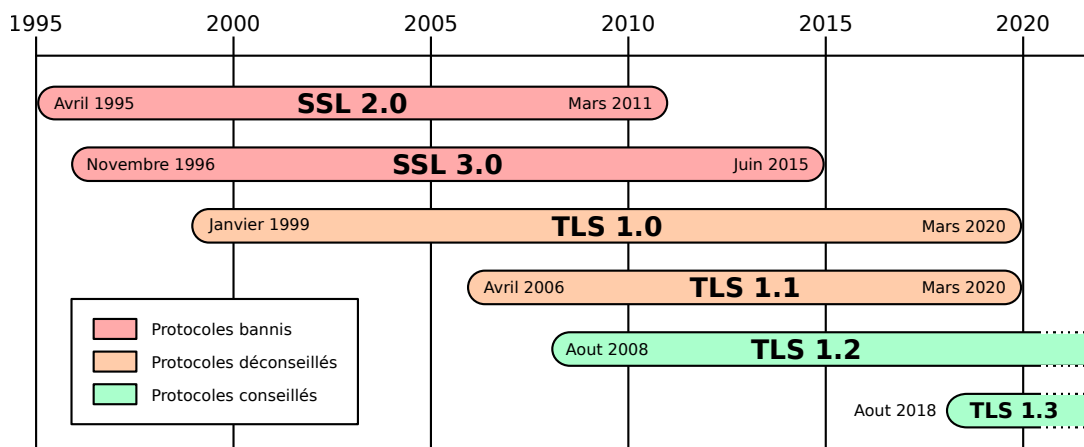 1995 2000 2005 2010 2015 2020
Avril 1995 SSL 2.0 Mars 2011
Novembre 1996 SSL 3.0 Juin 2015
Janvier 1999 TLS 1.0 Mars 2020
Avril 2006 TLS 1.1 Mars 2020
Aout 2008 TLS 1.2
Aout 2018 TLS 1.3
Protocoles bannis
Protocoles déconseillés
Protocoles conseillés